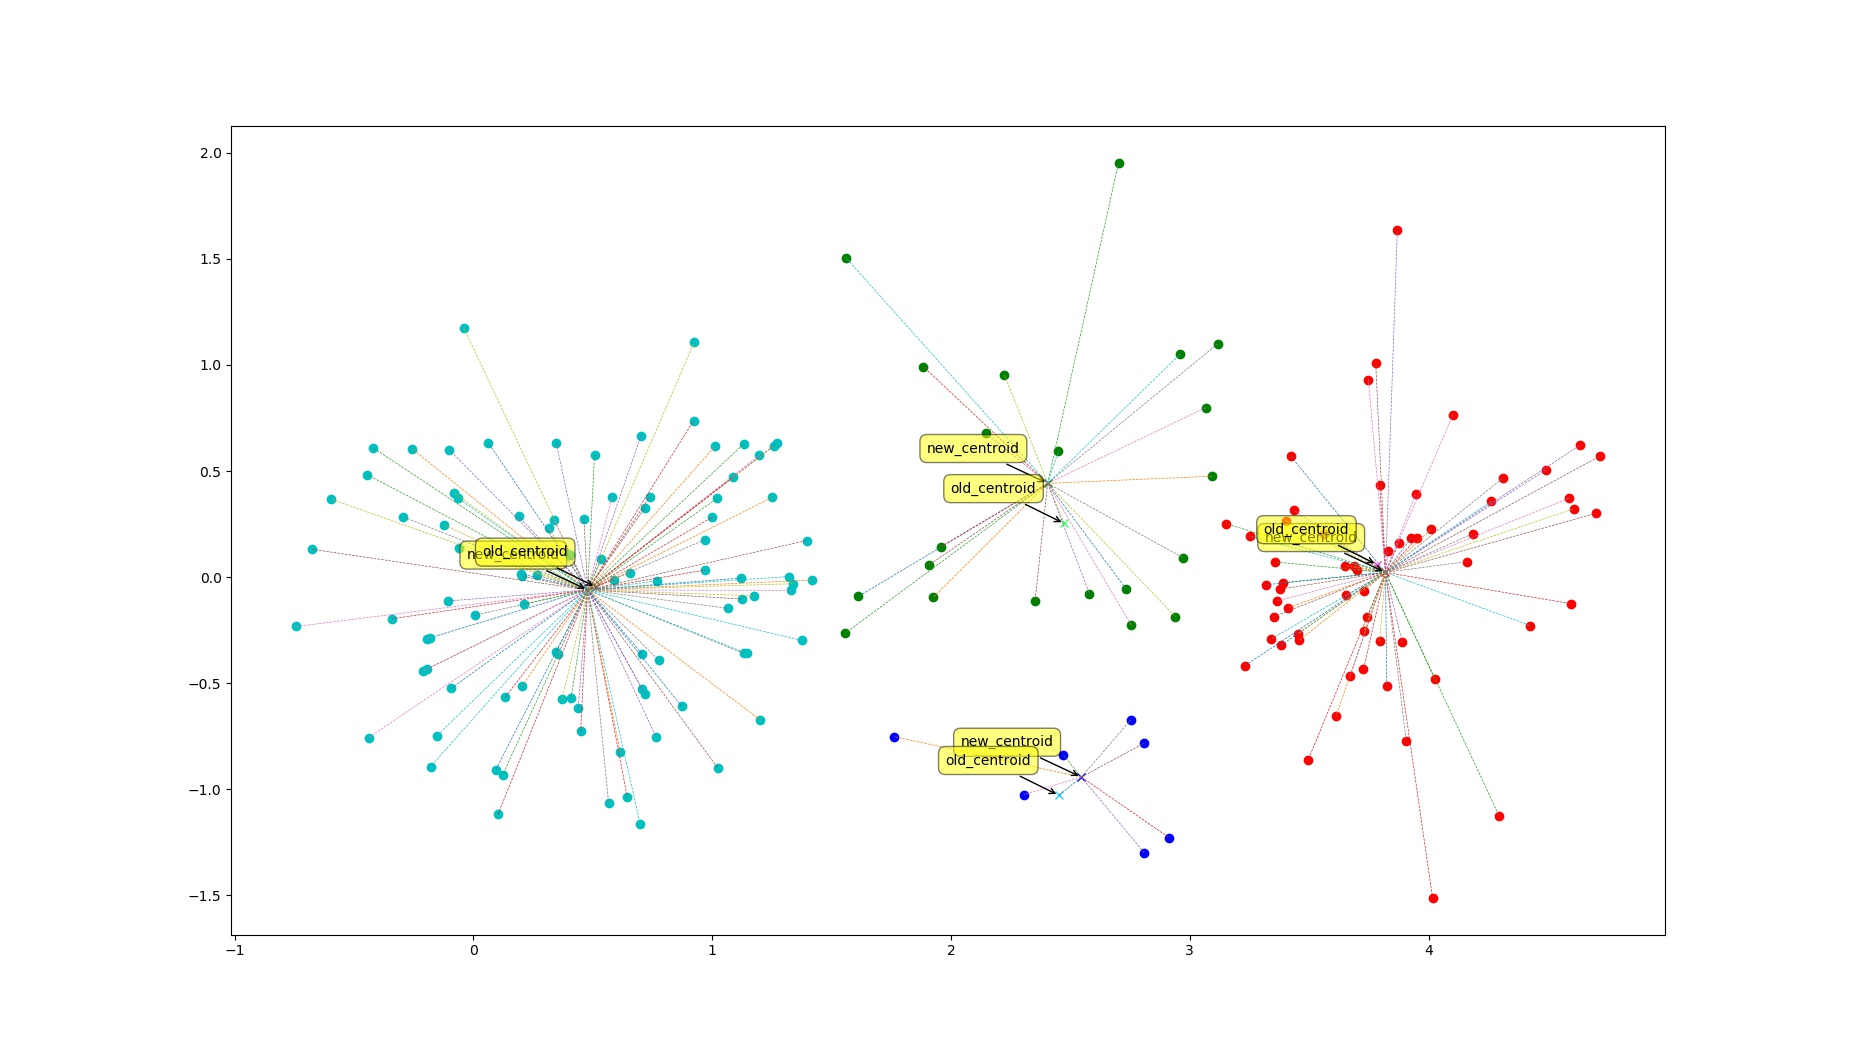 2.0
1.5
1.0
0.5
0.0
−0.5
−1.0
−1.5
new_centroid
old_centroid
old_centroid
new_centroid
old_centroid
new_centroid
new_centroid
old_centroid
−1 0 1 2 3 4